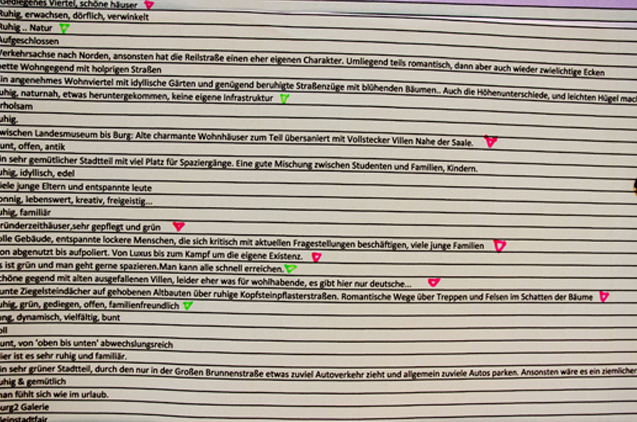 Gediegenes Viertel, schöne häuser
Ruhig, erwachsen, dörflich, verwinkelt
Ruhig .. Natur
Aufgeschlossen
Verkehrsachse nach Norden, ansonsten hat die Reilstraße einen eher eigenen Charakter. Umliegend teils romantisch, dann aber auch wieder zwielichtige Ecken
nette Wohngegend mit holprigen Straßen
in angenehmes Wohnviertel mit idyllische Gärten und genügend beruhigte Straßenzüge mit blühenden Bäumen.. Auch die Höhenunterschiede, und leichten Hügel mac
uhig, naturnah, etwas heruntergekommen, keine eigene Infrastruktur
rholsam
uhig.
wischen Landesmuseum bis Burg: Alte charmante Wohnhäuser zum Teil übersaniert mit Vollstecker Villen Nahe der Saale.
unt, offen, antik
in sehr gemütlicher Stadtteil mit viel Platz für Spaziergänge. Eine gute Mischung zwischen Studenten und Familien, Kindern.
uhig, idyllisch, edel
iele junge Eltern und entspannte leute
onnig, lebenswert, kreativ, freigeistig...
uhig, familiär
ründerzeithäuser,sehr gepflegt und grün
olle Gebäude, entspannte lockere Menschen, die sich kritisch mit aktuellen Fragestellungen beschäftigen, viele junge Familien
on abgenutzt bis aufpoliert. Von Luxus bis zum Kampf um die eigene Existenz.
s ist grün und man geht gerne spazieren.Man kann alle schnell erreichen.
chöne gegend mit alten ausgefallenen Villen, leider eher was für wohlhabende, es gibt hier nur deutsche...
unte Ziegelsteindächer auf gehobenen Altbauten über ruhige Kopfsteinpflasterstraßen. Romantische Wege über Treppen und Felsen im Schatten der Bäume
uhig, grün, gediegen, offen, familienfreundlich
ung, dynamisch, vielfältig, bunt
oll
unt, von 'oben bis unten' abwechslungsreich
ier ist es sehr ruhig und familiär.
in sehr grüner Stadtteil, durch den nur in der Großen Brunnenstraße etwas zuviel Autoverkehr zieht und allgemein zuviele Autos parken. Ansonsten wäre es ein ziemlicher
uhig & gemütlich
an fühlt sich wie im urlaub.
urg2 Galerie
leinstadtflair